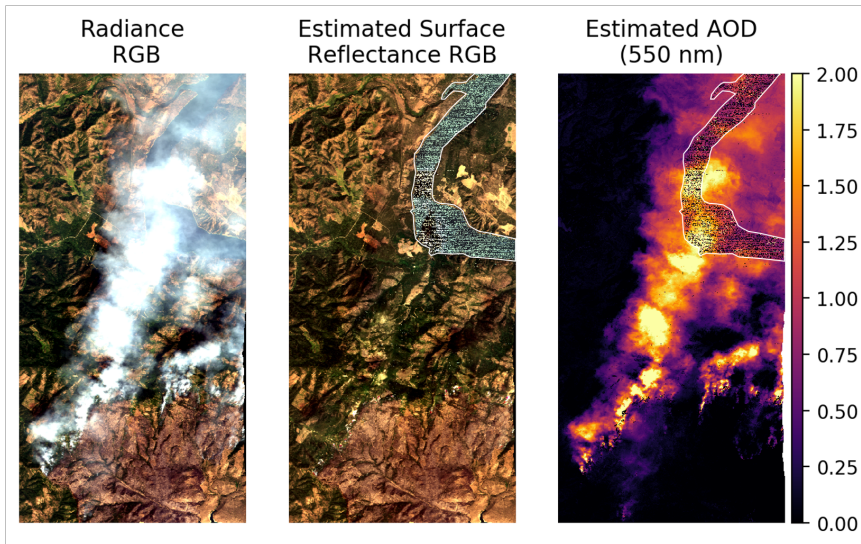 Radiance
RGB
Estimated Surface
Reflectance RGB
Estimated AOD
(550 nm)
2.00
1.75
1.50
1.25
1.00
0.75
0.50
0.25
0.00